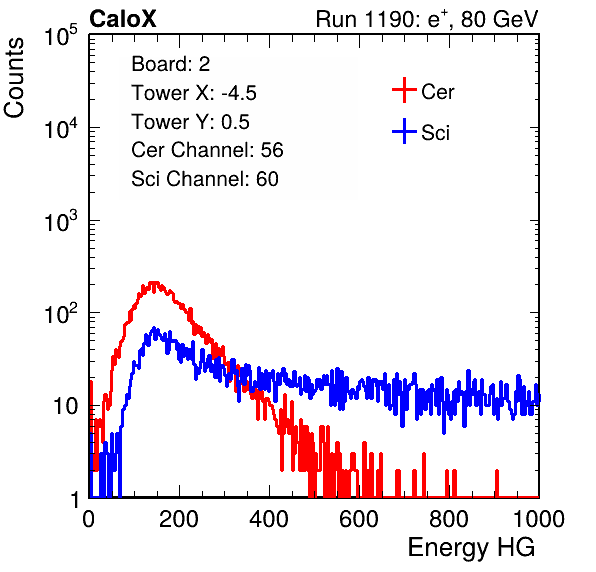 CaloX Run 1190: e⁺, 80 GeV
Counts
10⁵
10⁴
10³
10²
10
1
Board: 2
Tower X: -4.5
Tower Y: 0.5
Cer Channel: 56
Sci Channel: 60
Cer
Sci
0 200 400 600 800 1000
Energy HG